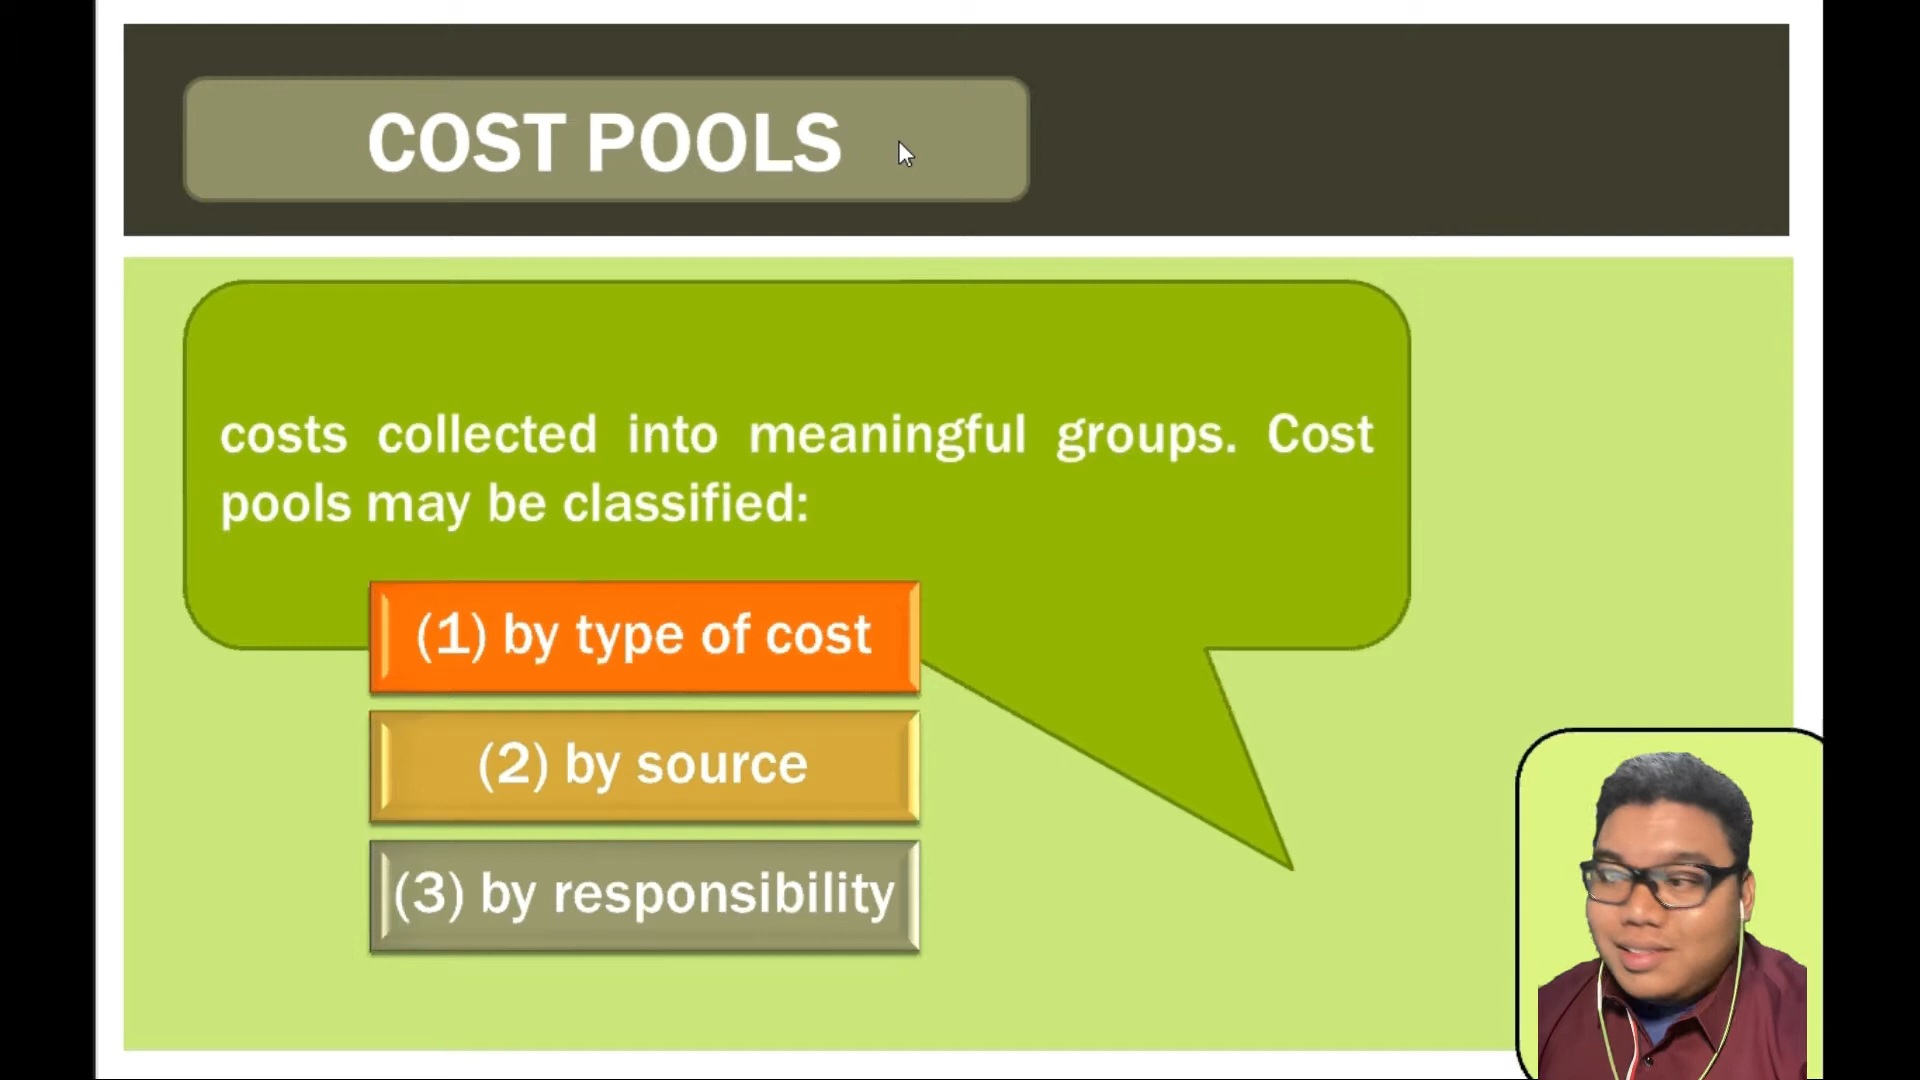 COST POOLS
costs collected into meaningful groups. Cost
pools may be classified:
(1) by type of cost
(2) by source
(3) by responsibility